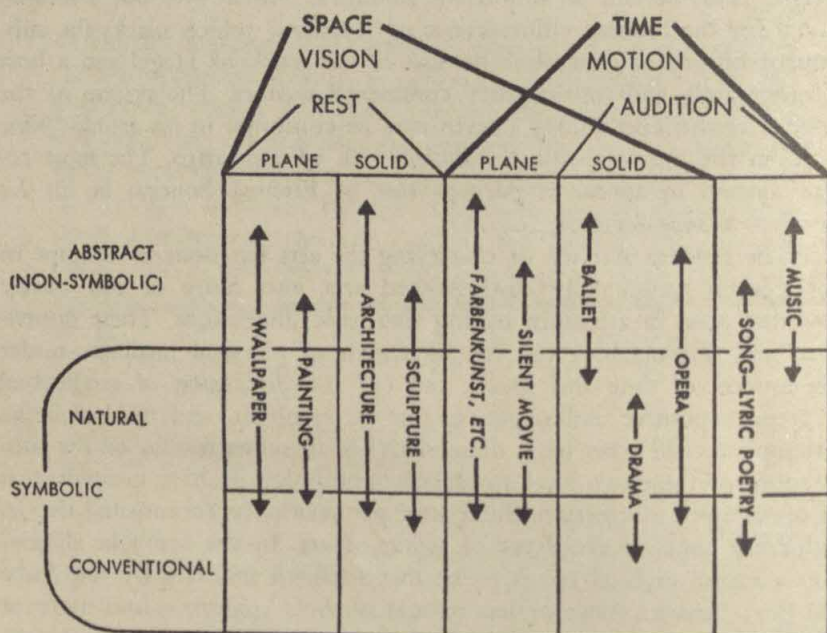 SPACE TIME
VISION MOTION
REST AUDITION
PLANE SOLID PLANE SOLID
ABSTRACT
(NON-SYMBOLIC)
WALLPAPER
PAINTING
ARCHITECTURE
SCULPTURE
FARBENKUNST, ETC.
SILENT MOVIE
BALLET
DRAMA
OPERA
SONG—LYRIC POETRY
MUSIC
NATURAL
SYMBOLIC
CONVENTIONAL